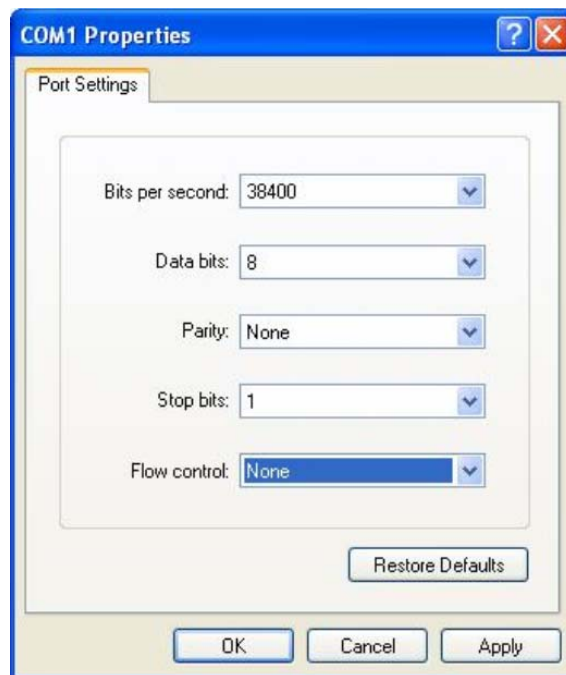 COM1 Properties
Port Settings
Bits per second: 38400
Data bits: 8
Parity: None
Stop bits: 1
Flow control: None
Restore Defaults
OK Cancel Apply